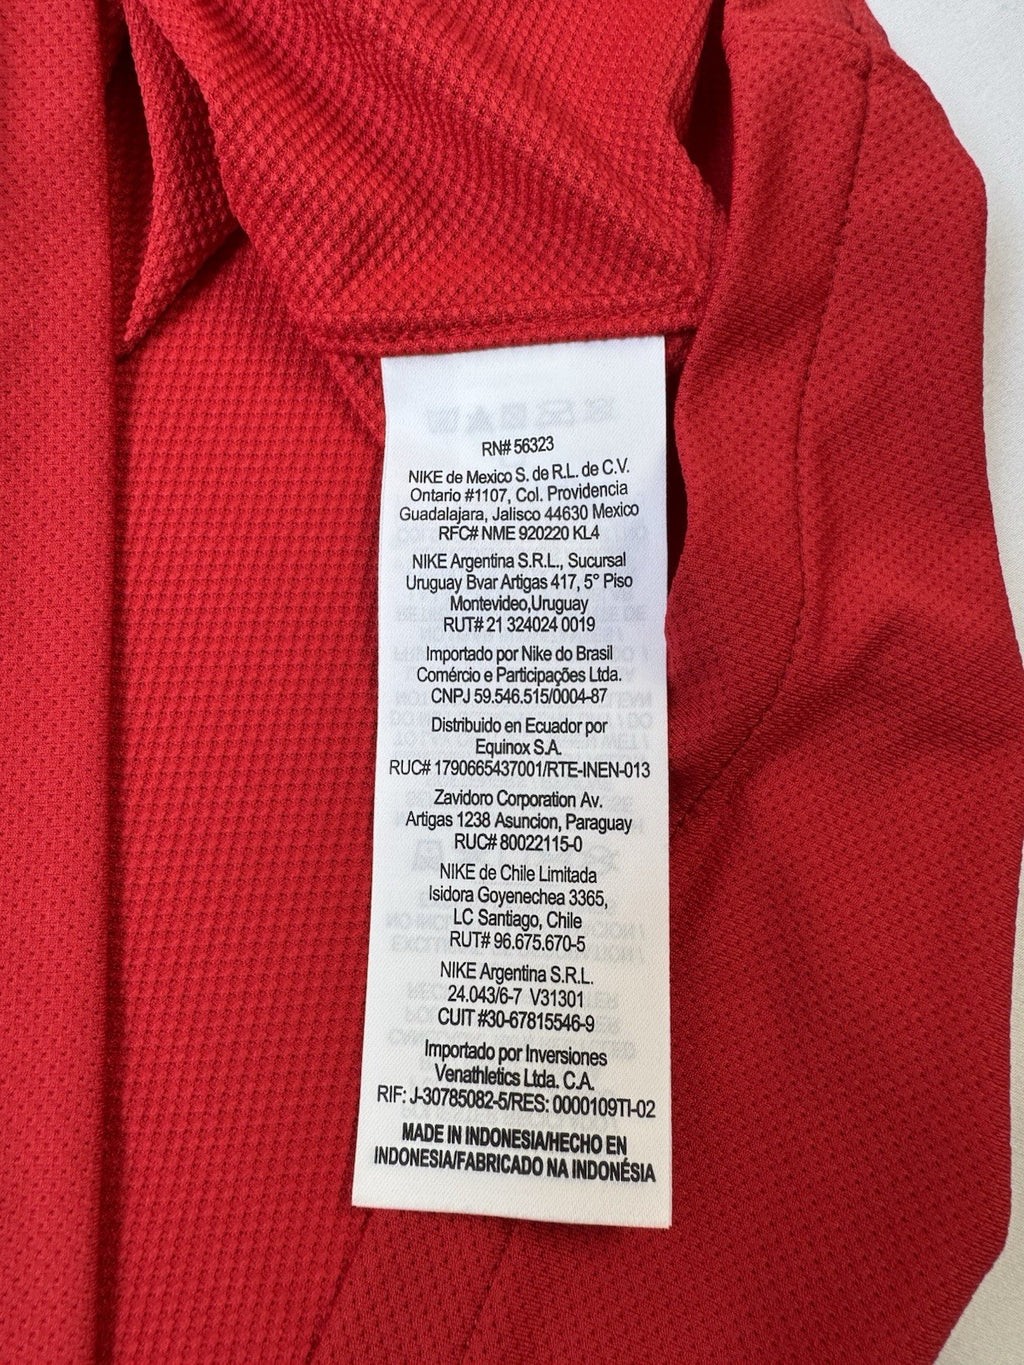 RN# 56323
NIKE de Mexico S. de R.L. de C.V.
Ontario #1107, Col. Providencia
Guadalajara, Jalisco 44630 Mexico
RFC# NME 920220 KL4
NIKE Argentina S.R.L., Sucursal
Uruguay Bvar Artigas 417, 5° Piso
Montevideo,Uruguay
RUT# 21 324024 0019
Importado por Nike do Brasil
Comércio e Participações Ltda.
CNPJ 59.546.515/0004-87
Distribuido en Ecuador por
Equinox S.A.
RUC# 1790665437001/RTE-INEN-013
Zavidoro Corporation Av.
Artigas 1238 Asuncion, Paraguay
RUC# 80022115-0
NIKE de Chile Limitada
Isidora Goyenechea 3365,
LC Santiago, Chile
RUT# 96.675.670-5
NIKE Argentina S.R.L.
24.043/6-7 V31301
CUIT #30-67815546-9
Importado por Inversiones
Venathletics Ltda. C.A.
RIF: J-30785082-5/RES: 0000109TI-02
MADE IN INDONESIA/HECHO EN
INDONESIA/FABRICADO NA INDONÉSIA